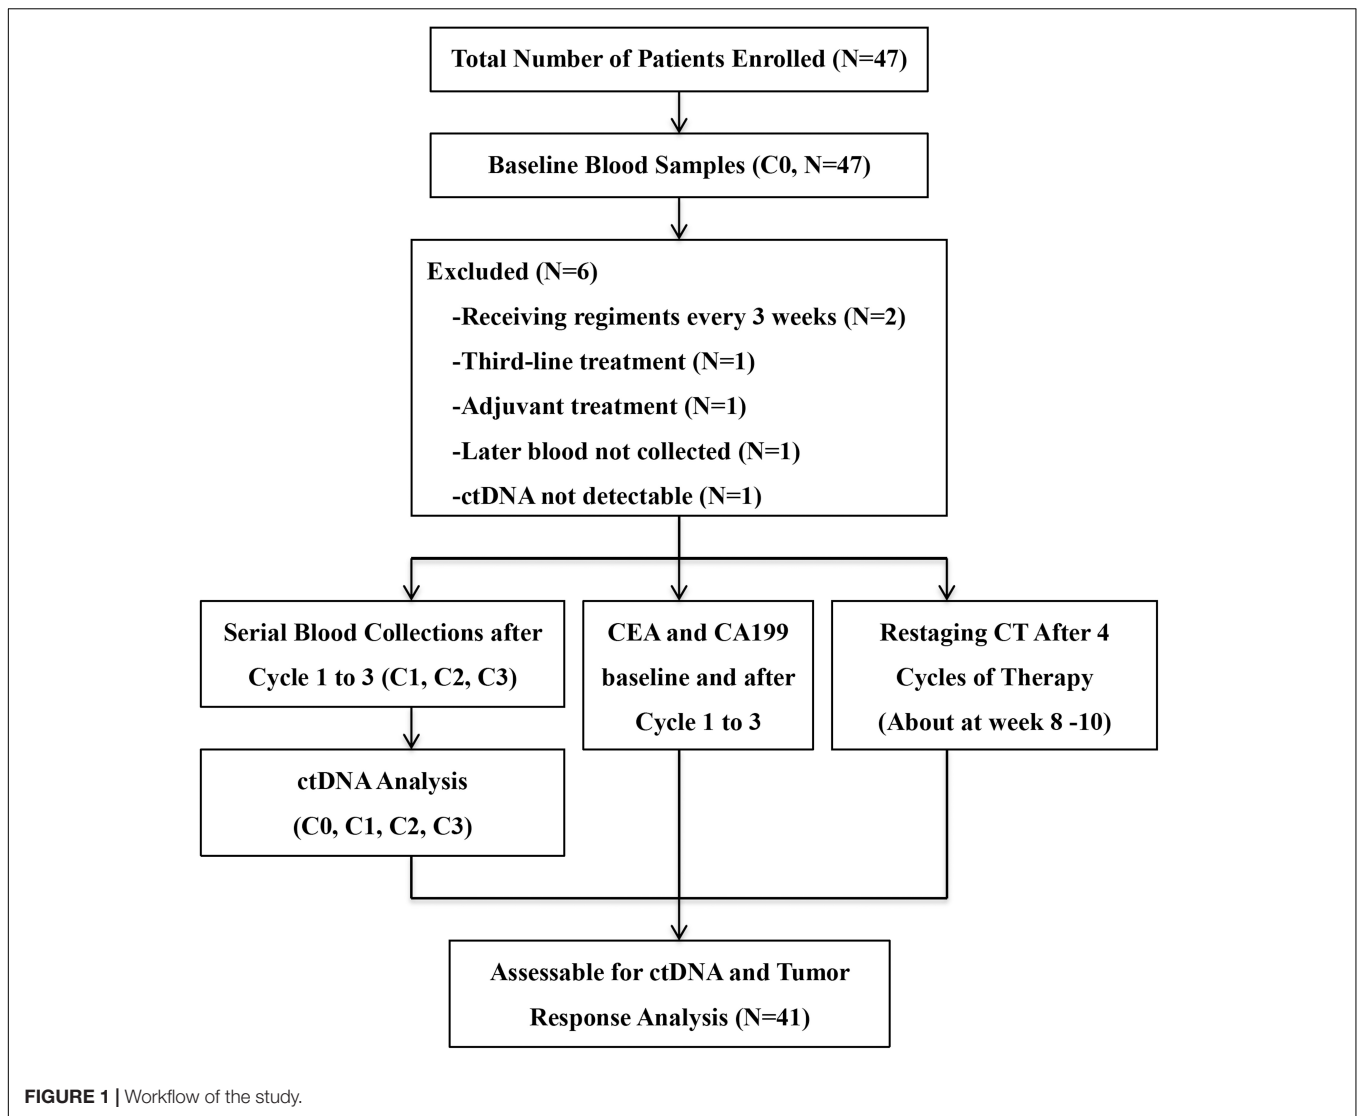 Total Number of Patients Enrolled (N=47)
Baseline Blood Samples (C0, N=47)
Excluded (N=6)
-Receiving regiments every 3 weeks (N=2)
-Third-line treatment (N=1)
-Adjuvant treatment (N=1)
-Later blood not collected (N=1)
-ctDNA not detectable (N=1)
Serial Blood Collections after
Cycle 1 to 3 (C1, C2, C3)
ctDNA Analysis
(C0, C1, C2, C3)
CEA and CA199
baseline and after
Cycle 1 to 3
Restaging CT After 4
Cycles of Therapy
(About at week 8 -10)
Assessable for ctDNA and Tumor
Response Analysis (N=41)
FIGURE 1 | Workflow of the study.